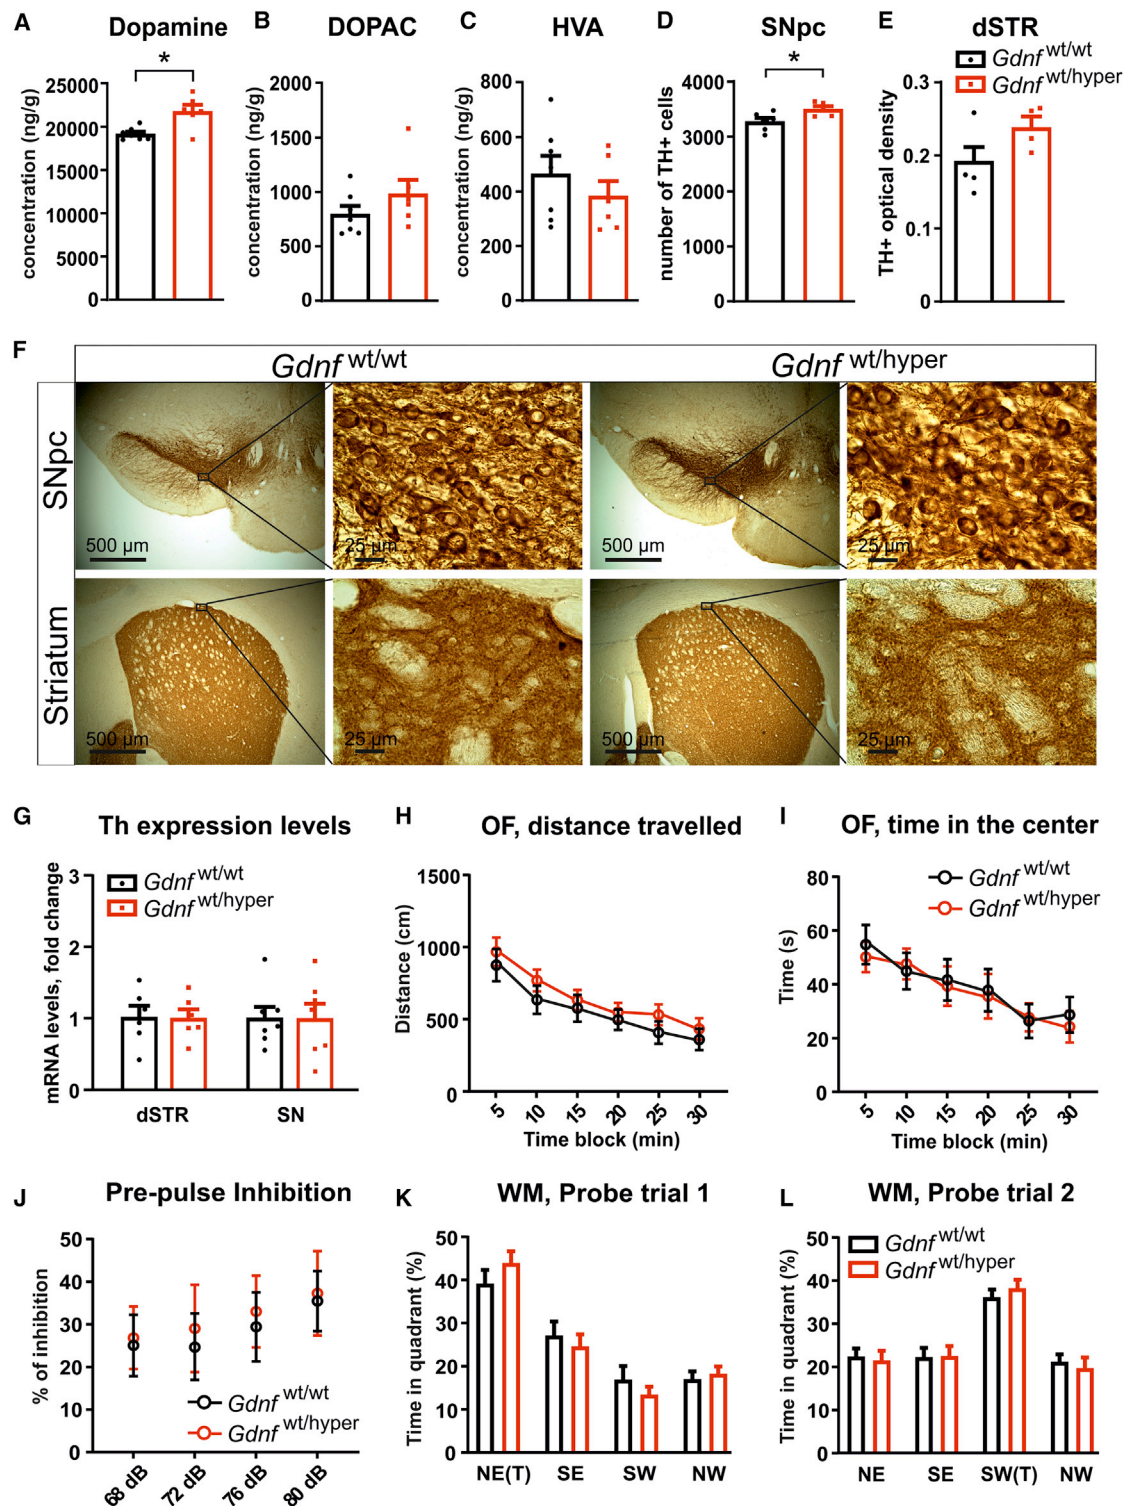 A Dopamine
*
concentration (ng/g)
25000
20000
15000
10000
5000
0
B DOPAC
concentration (ng/g)
2000
1500
1000
500
0
C HVA
concentration (ng/g)
800
600
400
200
0
D SNpc
*
number of TH+ cells
4000
3000
2000
1000
0
E dSTR
Gdnf wt/wt
Gdnf wt/hyper
TH+ optical density
0.3
0.2
0.1
0
F
Gdnf wt/wt
Gdnf wt/hyper
SNpc
500 µm
25 µm
500 µm
25 µm
Striatum
500 µm
25 µm
500 µm
25 µm
G Th expression levels
Gdnf wt/wt
Gdnf wt/hyper
mRNA levels, fold change
3
2
1
0
dSTR SN
H OF, distance travelled
Distance (cm)
1500
1000
500
0
5 10 15 20 25 30
Time block (min)
I OF, time in the center
Gdnf wt/wt
Gdnf wt/hyper
Time (s)
80
60
40
20
0
5 10 15 20 25 30
Time block (min)
J Pre-pulse Inhibition
% of inhibition
50
40
30
20
10
0
Gdnf wt/wt
Gdnf wt/hyper
68 dB 72 dB 76 dB 80 dB
K WM, Probe trial 1
Time in quadrant (%)
50
40
30
20
10
0
NE(T) SE SW NW
L WM, Probe trial 2
Gdnf wt/wt
Gdnf wt/hyper
Time in quadrant (%)
50
40
30
20
10
0
NE SE SW(T) NW